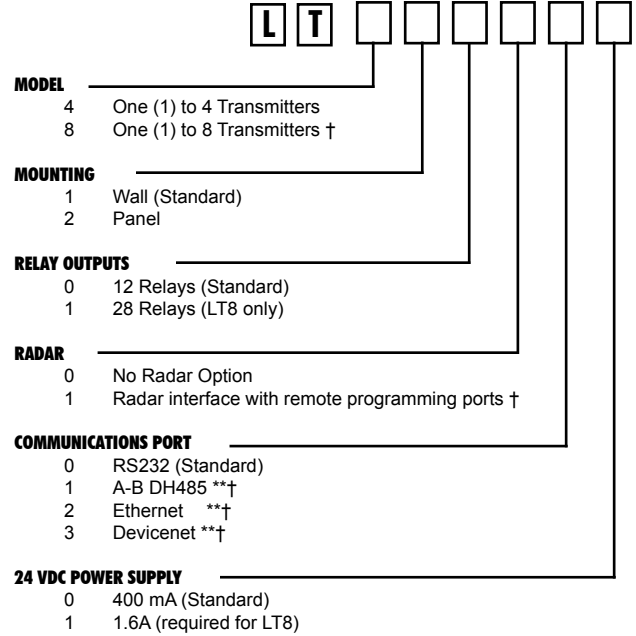 L T
MODEL
4 One (1) to 4 Transmitters
8 One (1) to 8 Transmitters †
MOUNTING
1 Wall (Standard)
2 Panel
RELAY OUTPUTS
0 12 Relays (Standard)
1 28 Relays (LT8 only)
RADAR
0 No Radar Option
1 Radar interface with remote programming ports †
COMMUNICATIONS PORT
0 RS232 (Standard)
1 A-B DH485 **†
2 Ethernet **†
3 Devicenet **†
24 VDC POWER SUPPLY
0 400 mA (Standard)
1 1.6A (required for LT8)